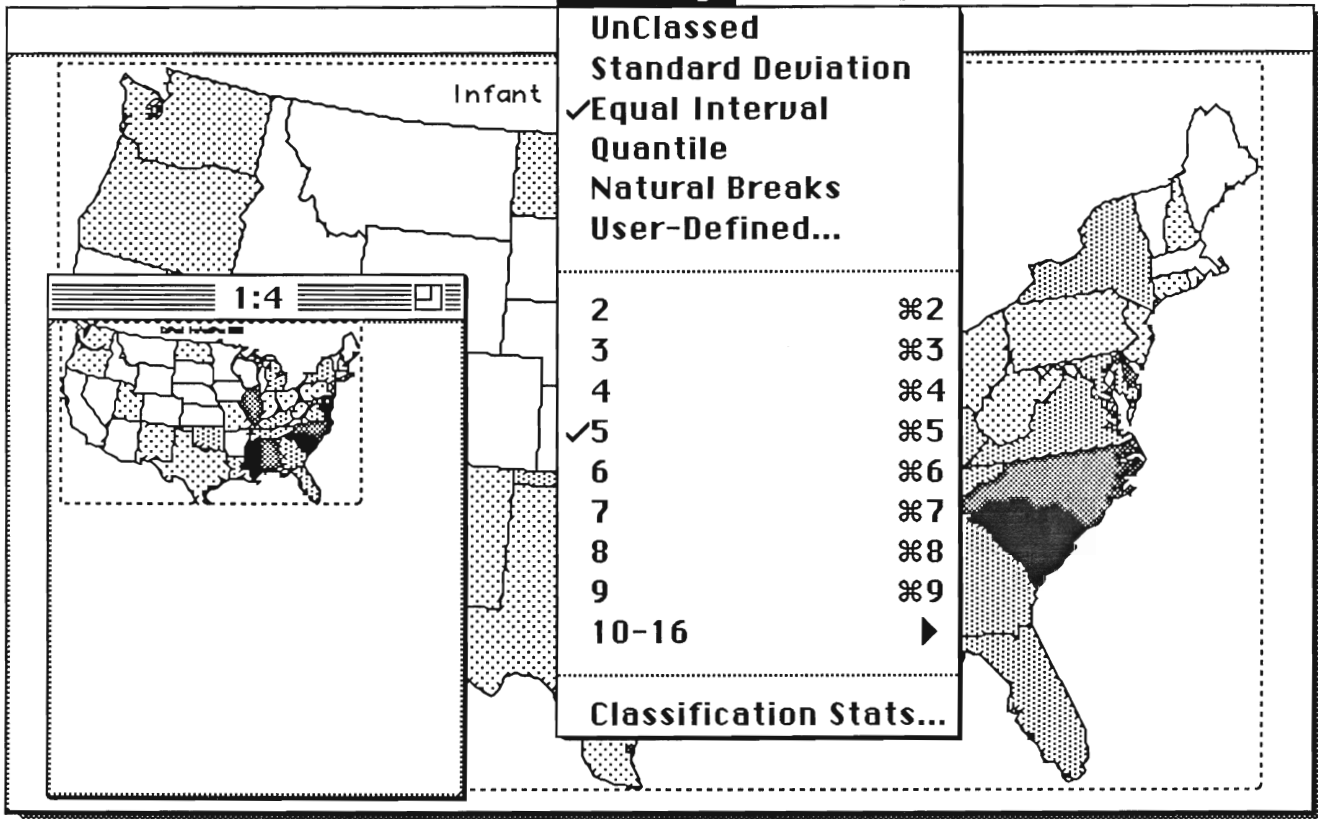 Infant
UnClassed
Standard Deviation
✓Equal Interval
Quantile
Natural Breaks
User-Defined...
1:4
2 ⌘2
3 ⌘3
4 ⌘4
✓5 ⌘5
6 ⌘6
7 ⌘7
8 ⌘8
9 ⌘9
10-16 ▶
Classification Stats...